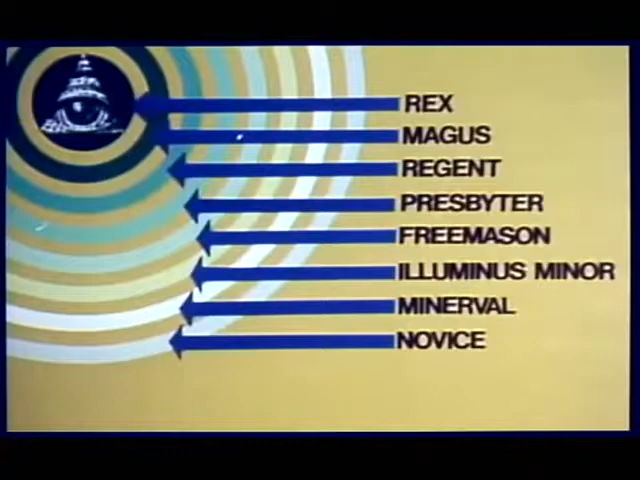 REX
MAGUS
REGENT
PRESBYTER
FREEMASON
ILLUMINUS MINOR
MINERVAL
NOVICE